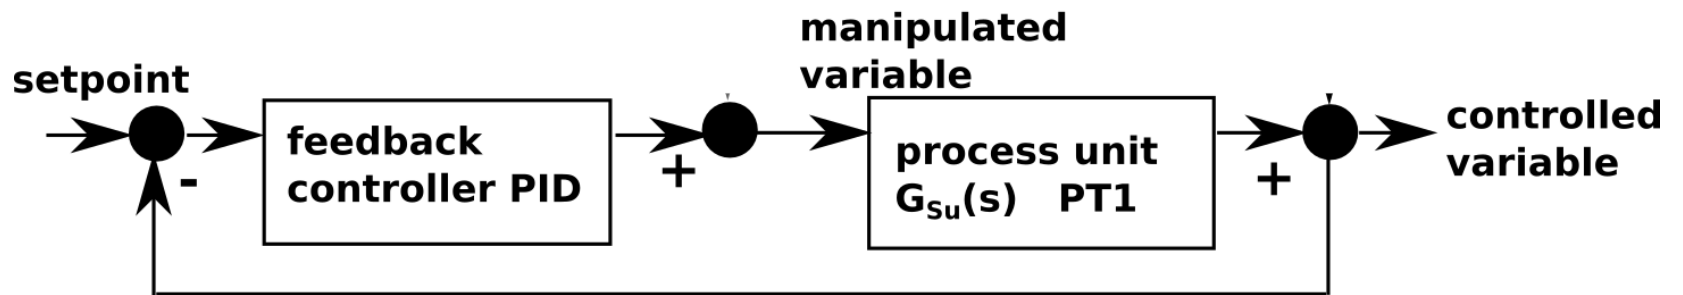 manipulated
variable
setpoint
feedback
controller PID
+
-
process unit
G_Su(s) PT1
+
controlled
variable